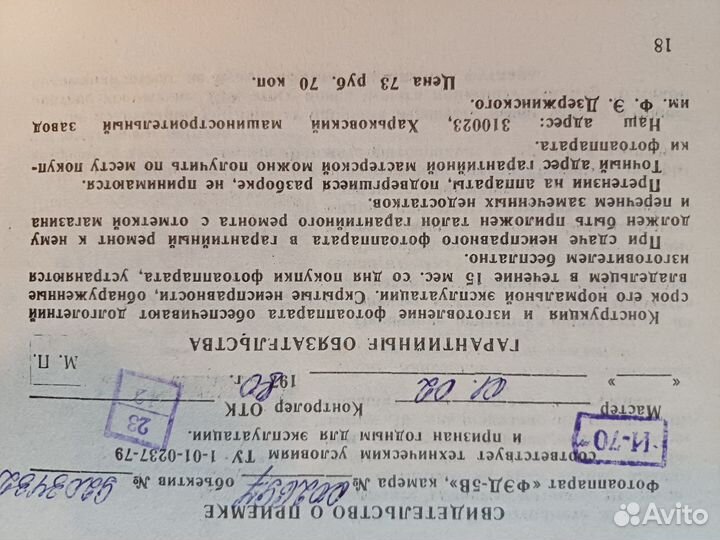 СВИДЕТЕЛЬСТВО О ПРИЕМКЕ
Фотоаппарат «ФЭД-5В», камера № объектив №
соответствует техническим условиям ТУ 1-01-0237-79
и признан годным для эксплуатации.
И-70
Мастер Контролер ОТК
23
« » 02 197 80 г. М. П.
ГАРАНТИЙНЫЕ ОБЯЗАТЕЛЬСТВА
Конструкция и изготовление фотоаппарата обеспечивают долголетний
срок его нормальной эксплуатации. Скрытые неисправности, обнаруженные
владельцем в течение 15 мес. со дня покупки фотоаппарата, устраняются
изготовителем бесплатно.
При сдаче неисправного фотоаппарата в гарантийный ремонт к нему
должен быть приложен талон гарантийного ремонта с отметкой магазина
и перечнем замеченных недостатков.
Претензии на аппараты, подвергшиеся разборке, не принимаются.
Точный адрес гарантийной мастерской можно получить по месту покуп-
ки фотоаппарата.
Наш адрес: 310023, Харьковский машиностроительный завод
им. Ф. Э. Дзержинского.
Цена 73 руб. 70 коп.
18
Avito